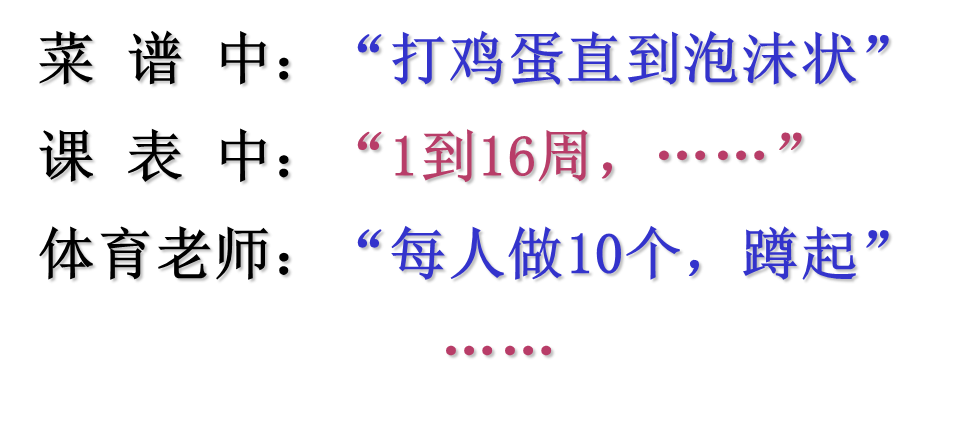 菜 谱 中：“打鸡蛋直到泡沫状”
课 表 中：“1到16周，……”
体育老师：“每人做10个，蹲起”
……